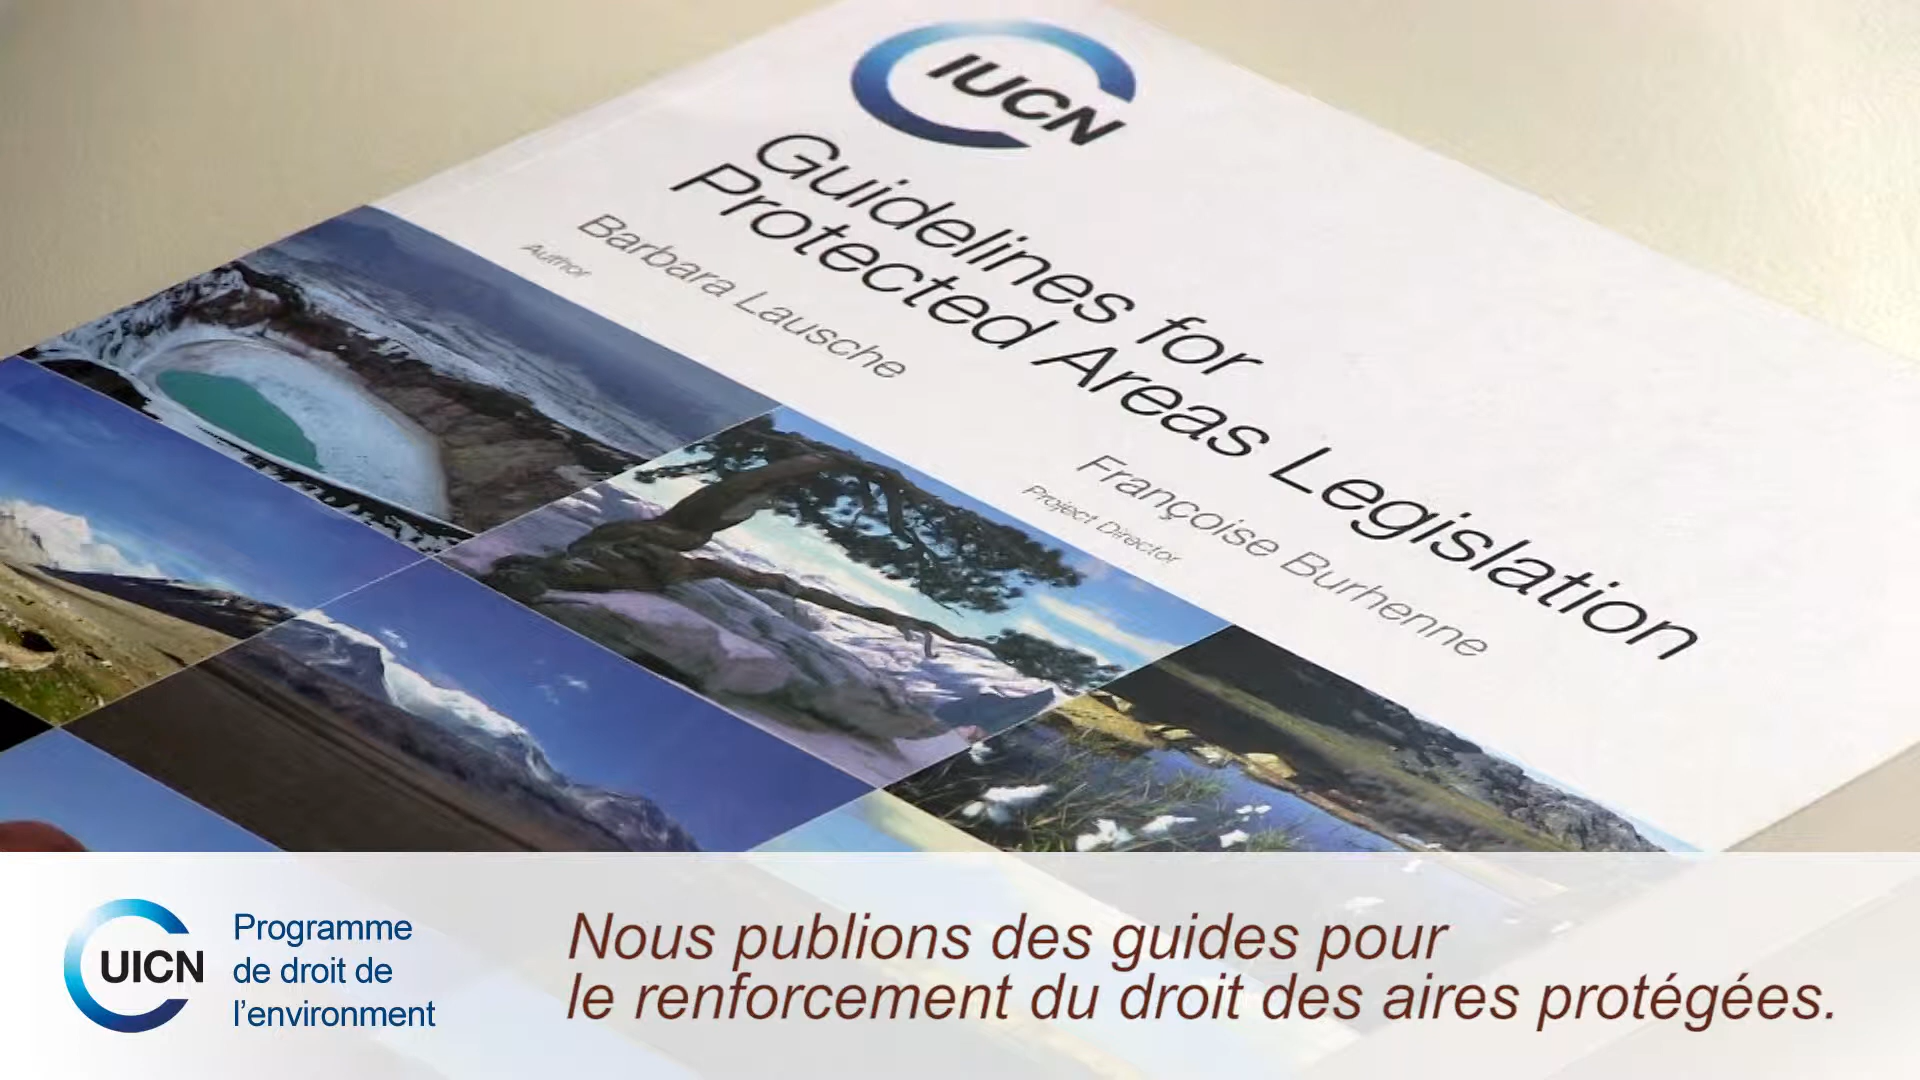 IUCN
Guidelines for
Protected Areas Legislation
Barbara Lausche
Author
Françoise Burhenne
Project Director
UICN
Programme
de droit de
l'environment
Nous publions des guides pour
le renforcement du droit des aires protégées.